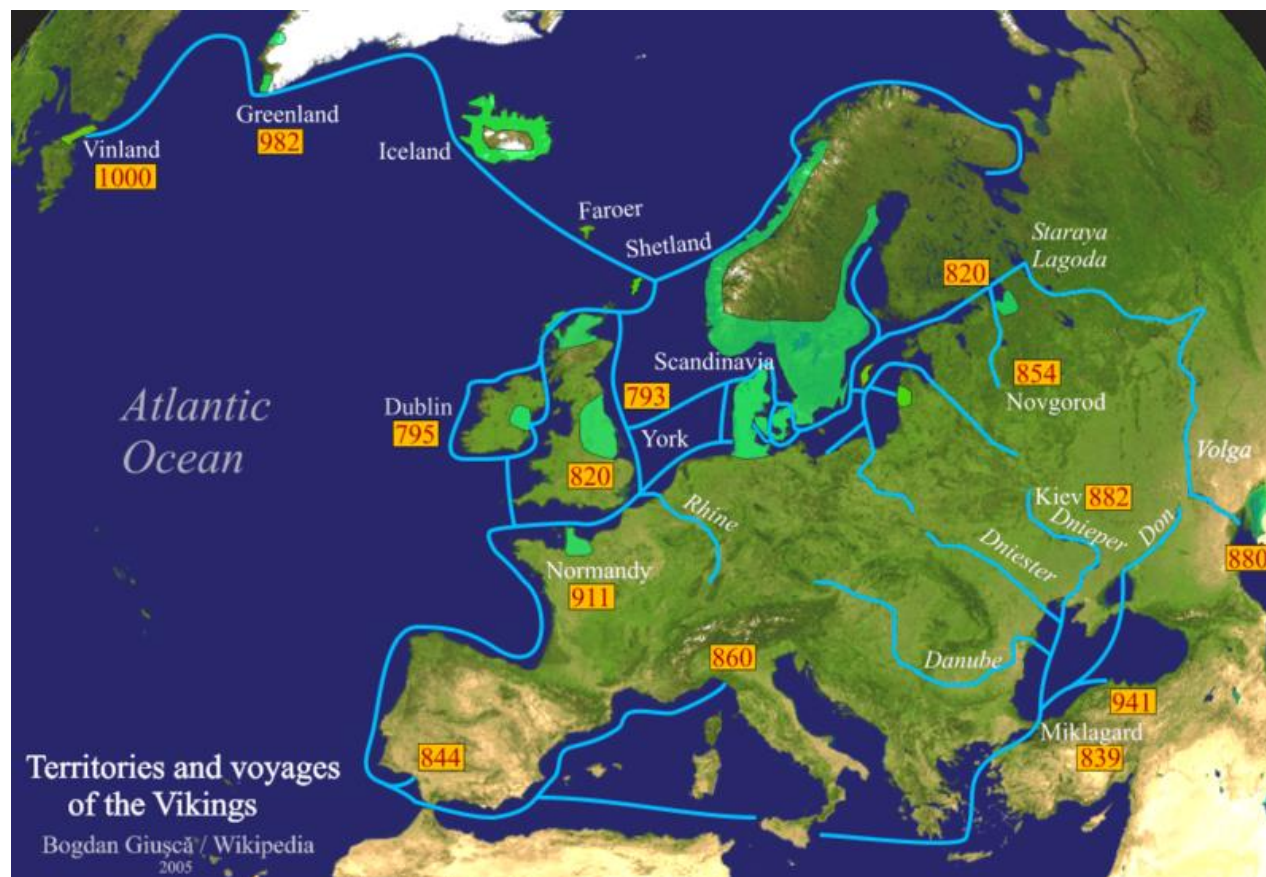 Greenland
982
Vinland
1000
Iceland
Faroer
Shetland
Staraya
Lagoda
820
Scandinavia
793
854
Novgorod
Atlantic
Ocean
Dublin
795
York
820
Volga
Kiev 882
Rhine
Dnieper
Don
Dniester
880
Normandy
911
860
Danube
941
Miklagard
839
844
Territories and voyages
of the Vikings
Bogdan Giuşcă / Wikipedia
2005